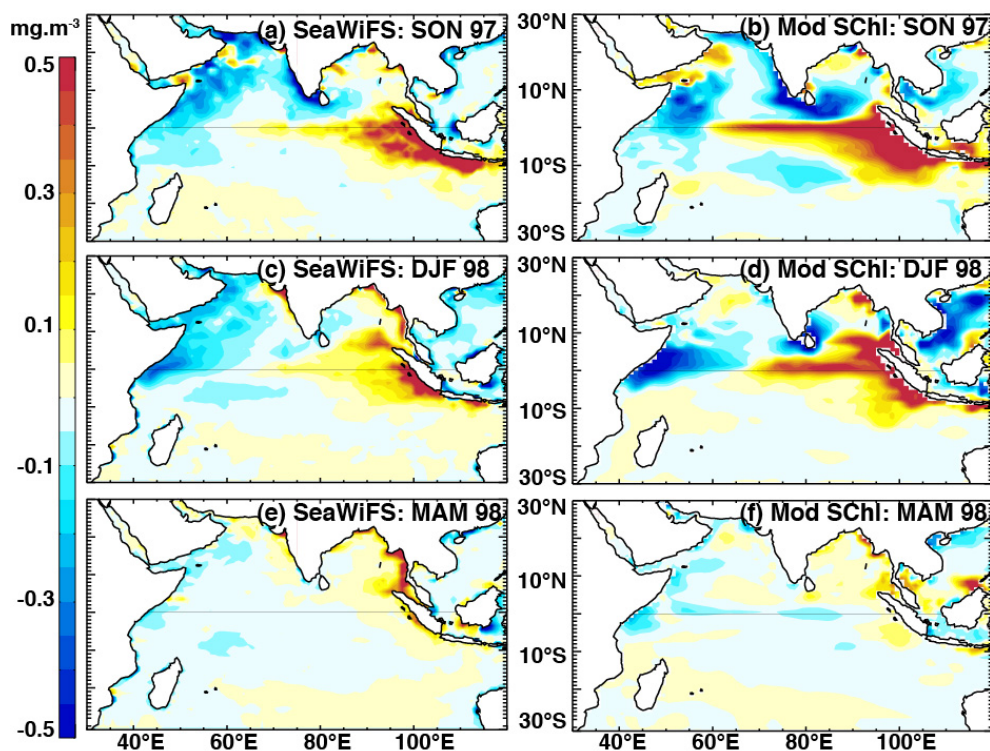 mg.m⁻³
0.5
0.3
0.1
-0.1
-0.3
-0.5
(a) SeaWiFS: SON 97
(b) Mod SChl: SON 97
30°N
10°N
10°S
30°S
(c) SeaWiFS: DJF 98
(d) Mod SChl: DJF 98
30°N
10°N
10°S
30°S
(e) SeaWiFS: MAM 98
(f) Mod SChl: MAM 98
30°N
10°N
10°S
30°S
40°E 60°E 80°E 100°E
40°E 60°E 80°E 100°E